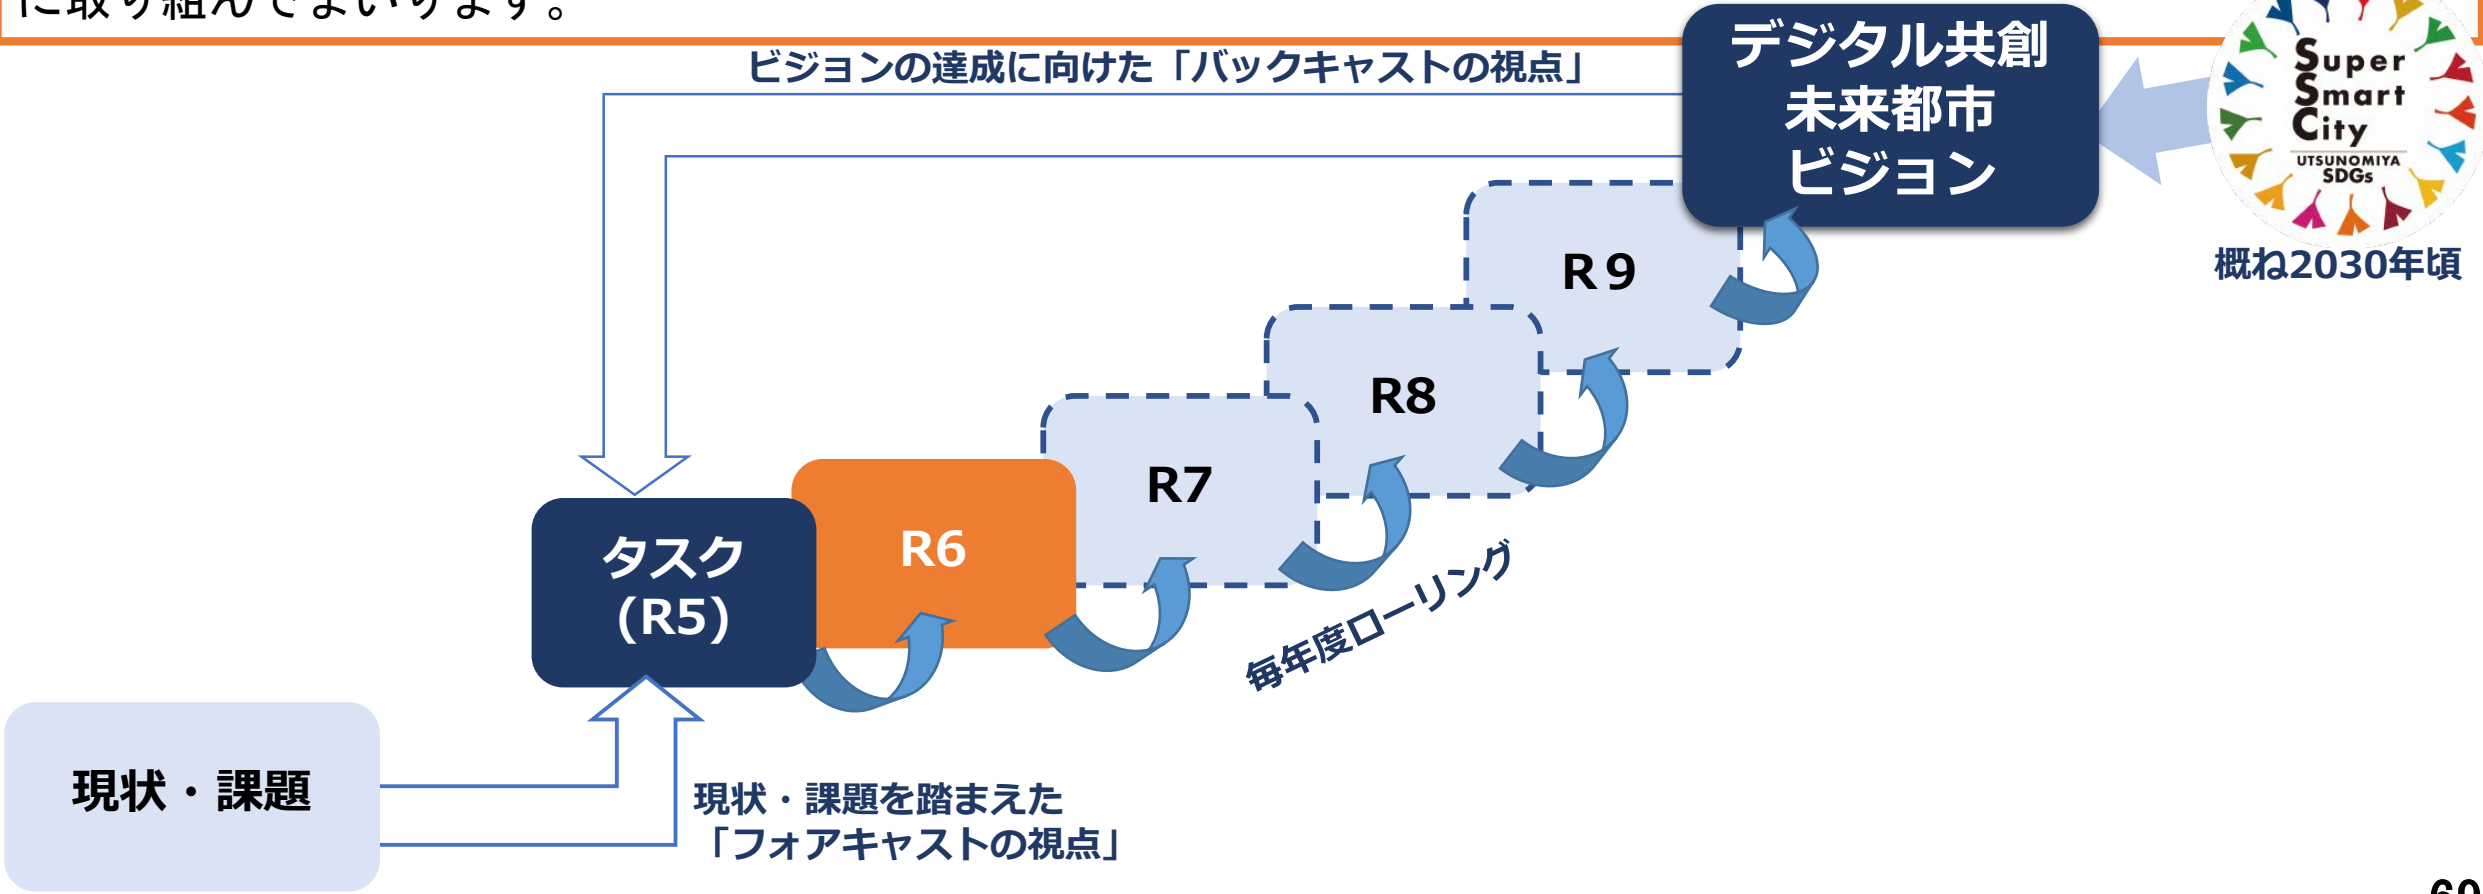 に取り組んでまいります。
ビジョンの達成に向けた「バックキャストの視点」
デジタル共創
未来都市
ビジョン
Super
Smart
City
UTSUNOMIYA
SDGs
概ね2030年頃
R９
R8
R7
R6
タスク
(R5)
毎年度ローリング
現状・課題
現状・課題を踏まえた
「フォアキャストの視点」